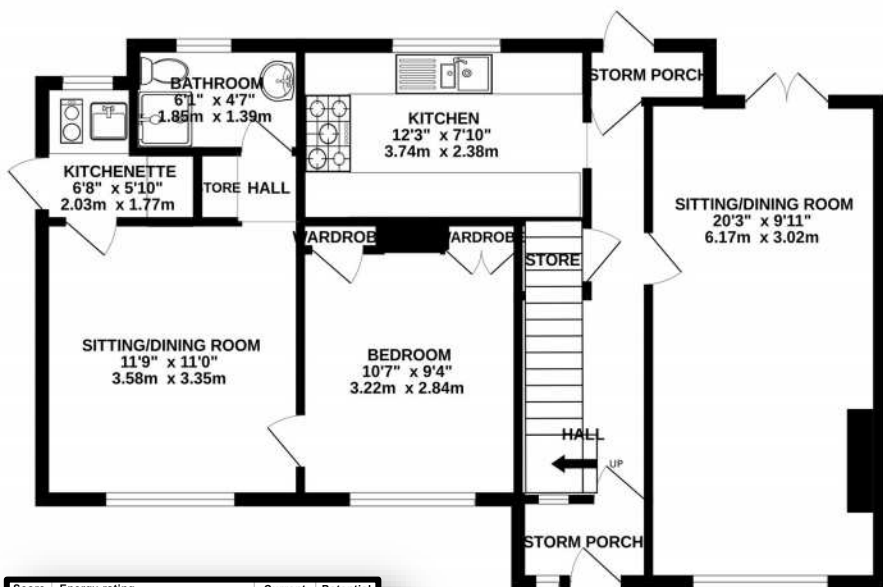 BATHROOM
6'1" x 4'7"
1.85m x 1.39m
STORM PORCH
KITCHEN
12'3" x 7'10"
3.74m x 2.38m
KITCHENETTE
6'8" x 5'10"
2.03m x 1.77m
STORE
HALL
SITTING/DINING ROOM
20'3" x 9'11"
6.17m x 3.02m
WARDROBE
WARDROBE
STORE
SITTING/DINING ROOM
11'9" x 11'0"
3.58m x 3.35m
BEDROOM
10'7" x 9'4"
3.22m x 2.84m
HALL
UP
STORM PORCH
Score Energy rating Current Potential